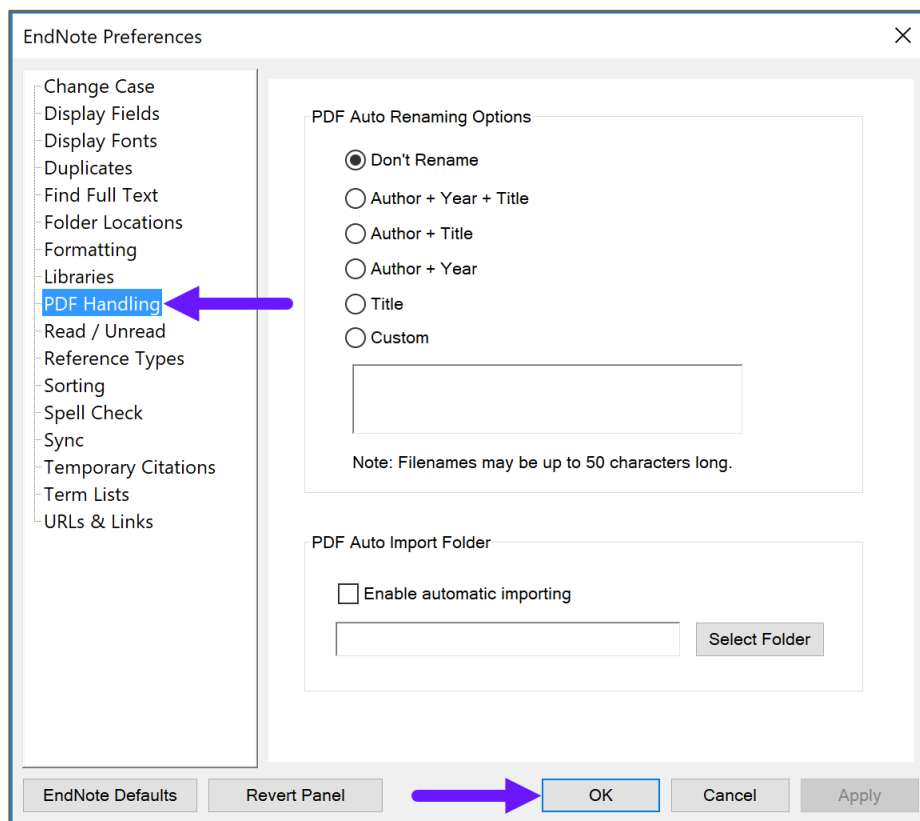 EndNote Preferences
Change Case
Display Fields
Display Fonts
Duplicates
Find Full Text
Folder Locations
Formatting
Libraries
PDF Handling
Read / Unread
Reference Types
Sorting
Spell Check
Sync
Temporary Citations
Term Lists
URLs & Links
PDF Auto Renaming Options
Don't Rename
Author + Year + Title
Author + Title
Author + Year
Title
Custom
Note: Filenames may be up to 50 characters long.
PDF Auto Import Folder
Enable automatic importing
Select Folder
EndNote Defaults
Revert Panel
OK
Cancel
Apply